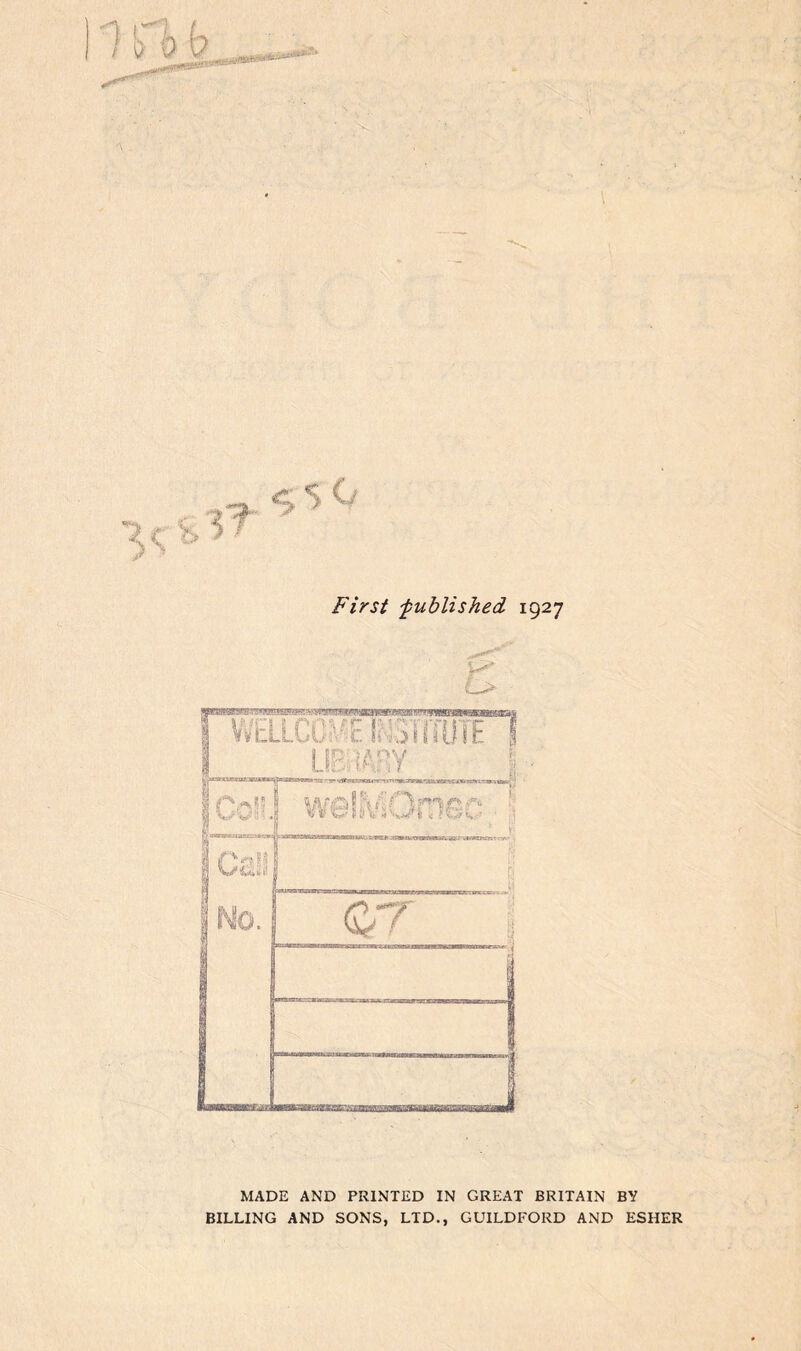 First published 1927
WELLCOME INSTITUTE
LIBRARY
Coll. welMOmec
Call
No. Q7
MADE AND PRINTED IN GREAT BRITAIN BY
BILLING AND SONS, LTD., GUILDFORD AND ESHER